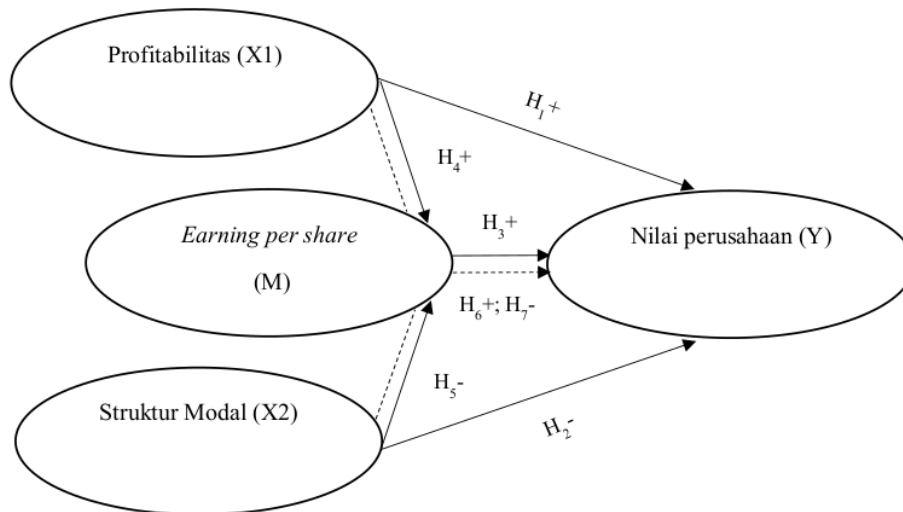 Profitabilitas (X1)
H₁+
H₄+
Earning per share
(M)
H₃+
Nilai perusahaan (Y)
H₆+; H₇-
H₅-
Struktur Modal (X2)
H₂-